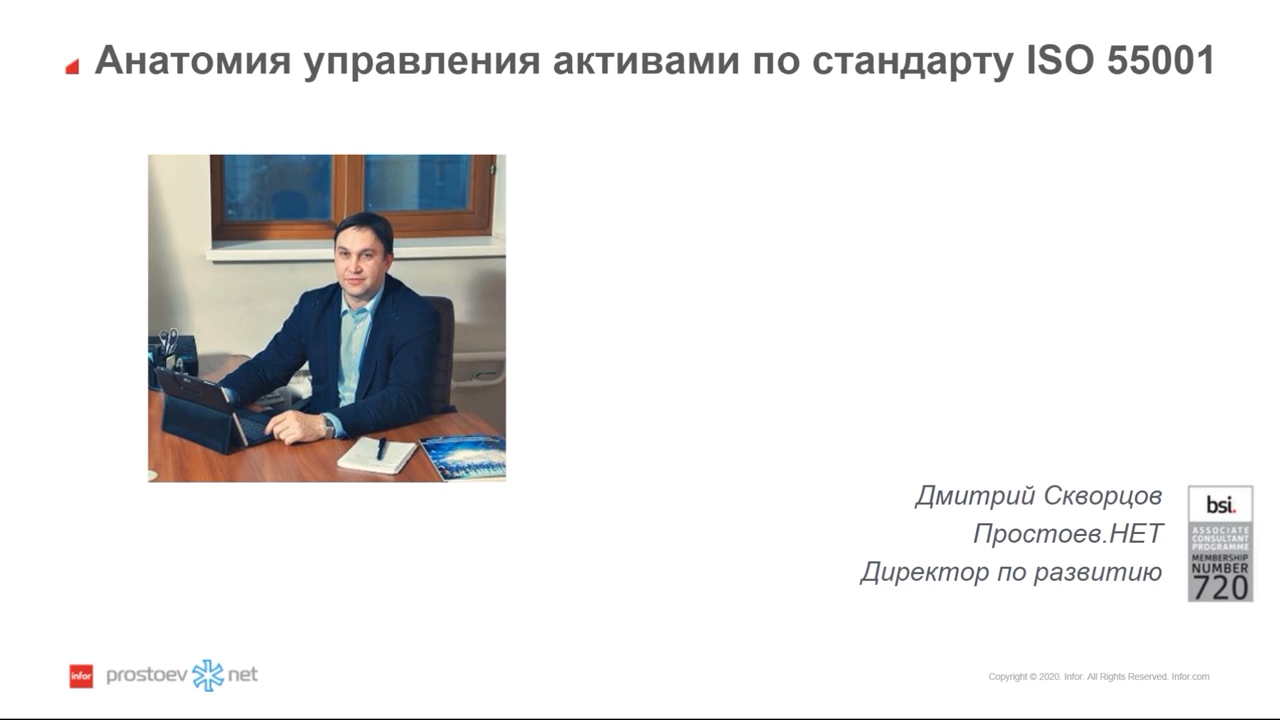 Анатомия управления активами по стандарту ISO 55001
Дмитрий Скворцов
Простоев.НЕТ
Директор по развитию
bsi.
ASSOCIATE
CONSULTANT
PROGRAMME
MEMBERSHIP
NUMBER
720
infor
prostoev net
Copyright © 2020. Infor. All Rights Reserved. Infor.com